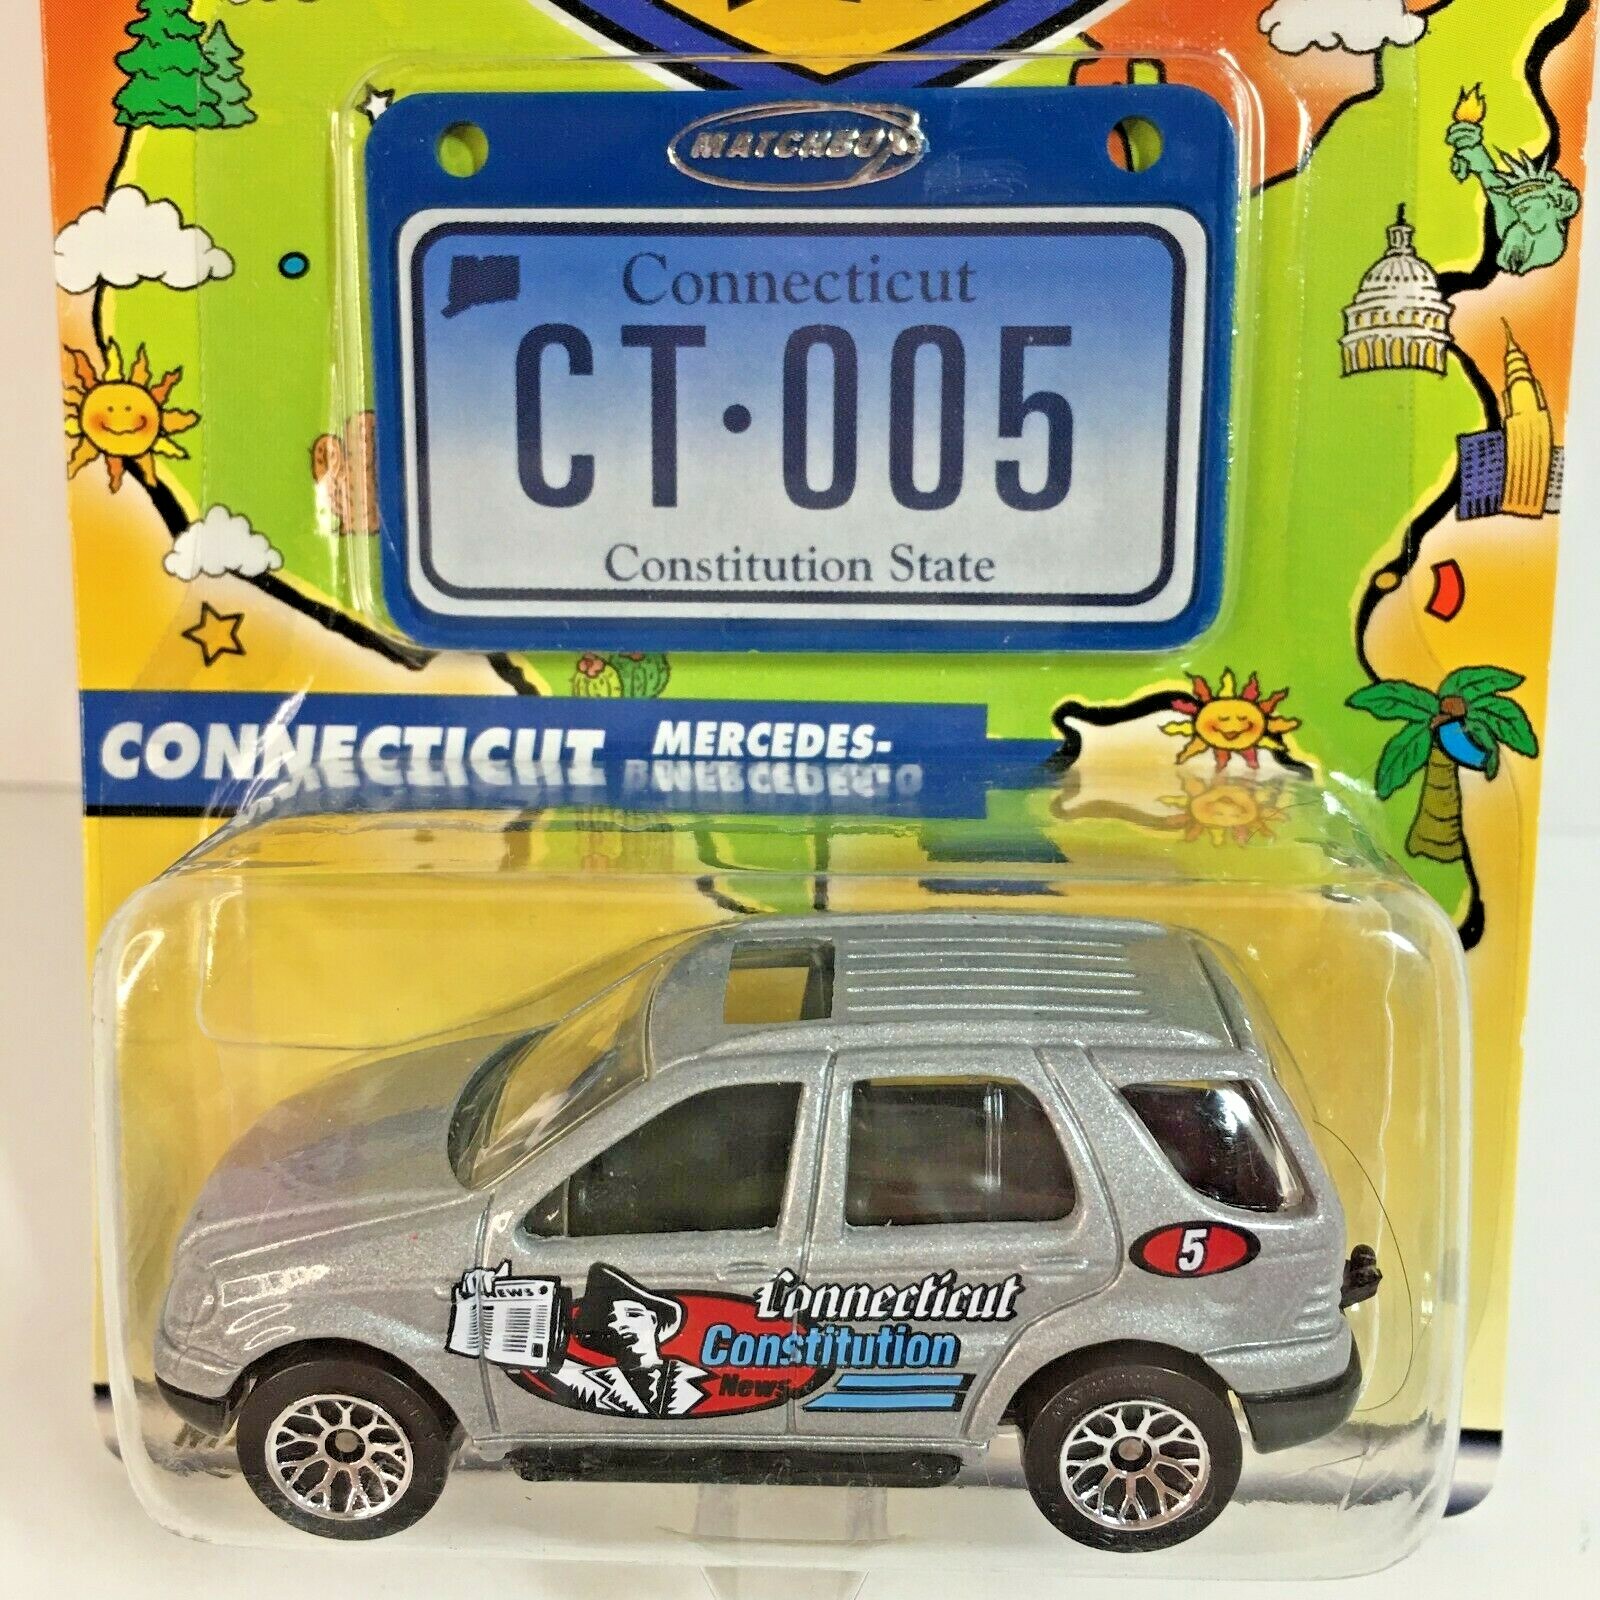 MATCHBOX
Connecticut
CT·005
Constitution State
CONNECTICUT MERCEDES-
5
NEWS
Connecticut
Constitution
News